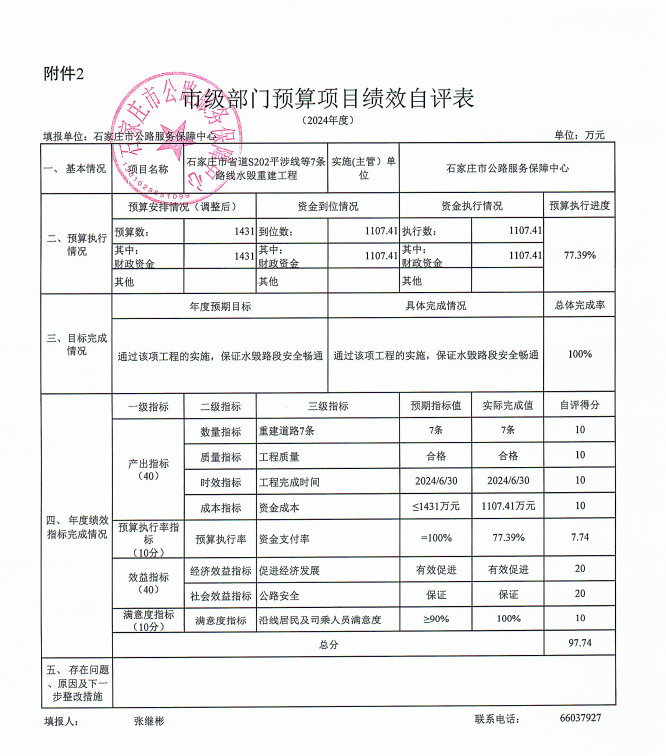 附件2
市级部门预算项目绩效自评表
（2024年度）
填报单位：石家庄市公路服务保障中心 单位：万元
一、 基本情况 项目名称 石家庄市省道S202平涉线等7条路线水毁重建工程 实施(主管）单位 石家庄市公路服务保障中心
二、预算执行情况 预算安排情况（调整后） 资金到位情况 资金执行情况 预算执行进度
预算数： 1431 到位数： 1107.41 执行数： 1107.41 77.39%
其中：财政资金 1431 其中：财政资金 1107.41 其中：财政资金 1107.41
其他 其他 其他
三、目标完成情况 年度预期目标 具体完成情况 总体完成率
通过该项工程的实施，保证水毁路段安全畅通 通过该项工程的实施，保证水毁路段安全畅通 100%
四、 年度绩效指标完成情况 一级指标 二级指标 三级指标 预期指标值 实际完成值 自评得分
产出指标（40） 数量指标 重建道路7条 7条 7条 10
质量指标 工程质量 合格 合格 10
时效指标 工程完成时间 2024/6/30 2024/6/30 10
成本指标 资金成本 ≤1431万元 1107.41万元 10
预算执行率指标（10分） 预算执行率 资金支付率 =100% 77.39% 7.74
效益指标（40） 经济效益指标 促进经济发展 有效促进 有效促进 20
社会效益指标 公路安全 保证 保证 20
满意度指标（10分） 满意度指标 沿线居民及司乘人员满意度 ≥90% 100% 10
总分 97.74
五、 存在问题、原因及下一步整改措施
填报人： 张继彬 联系电话： 66037927
石家庄市公路服务保障中心